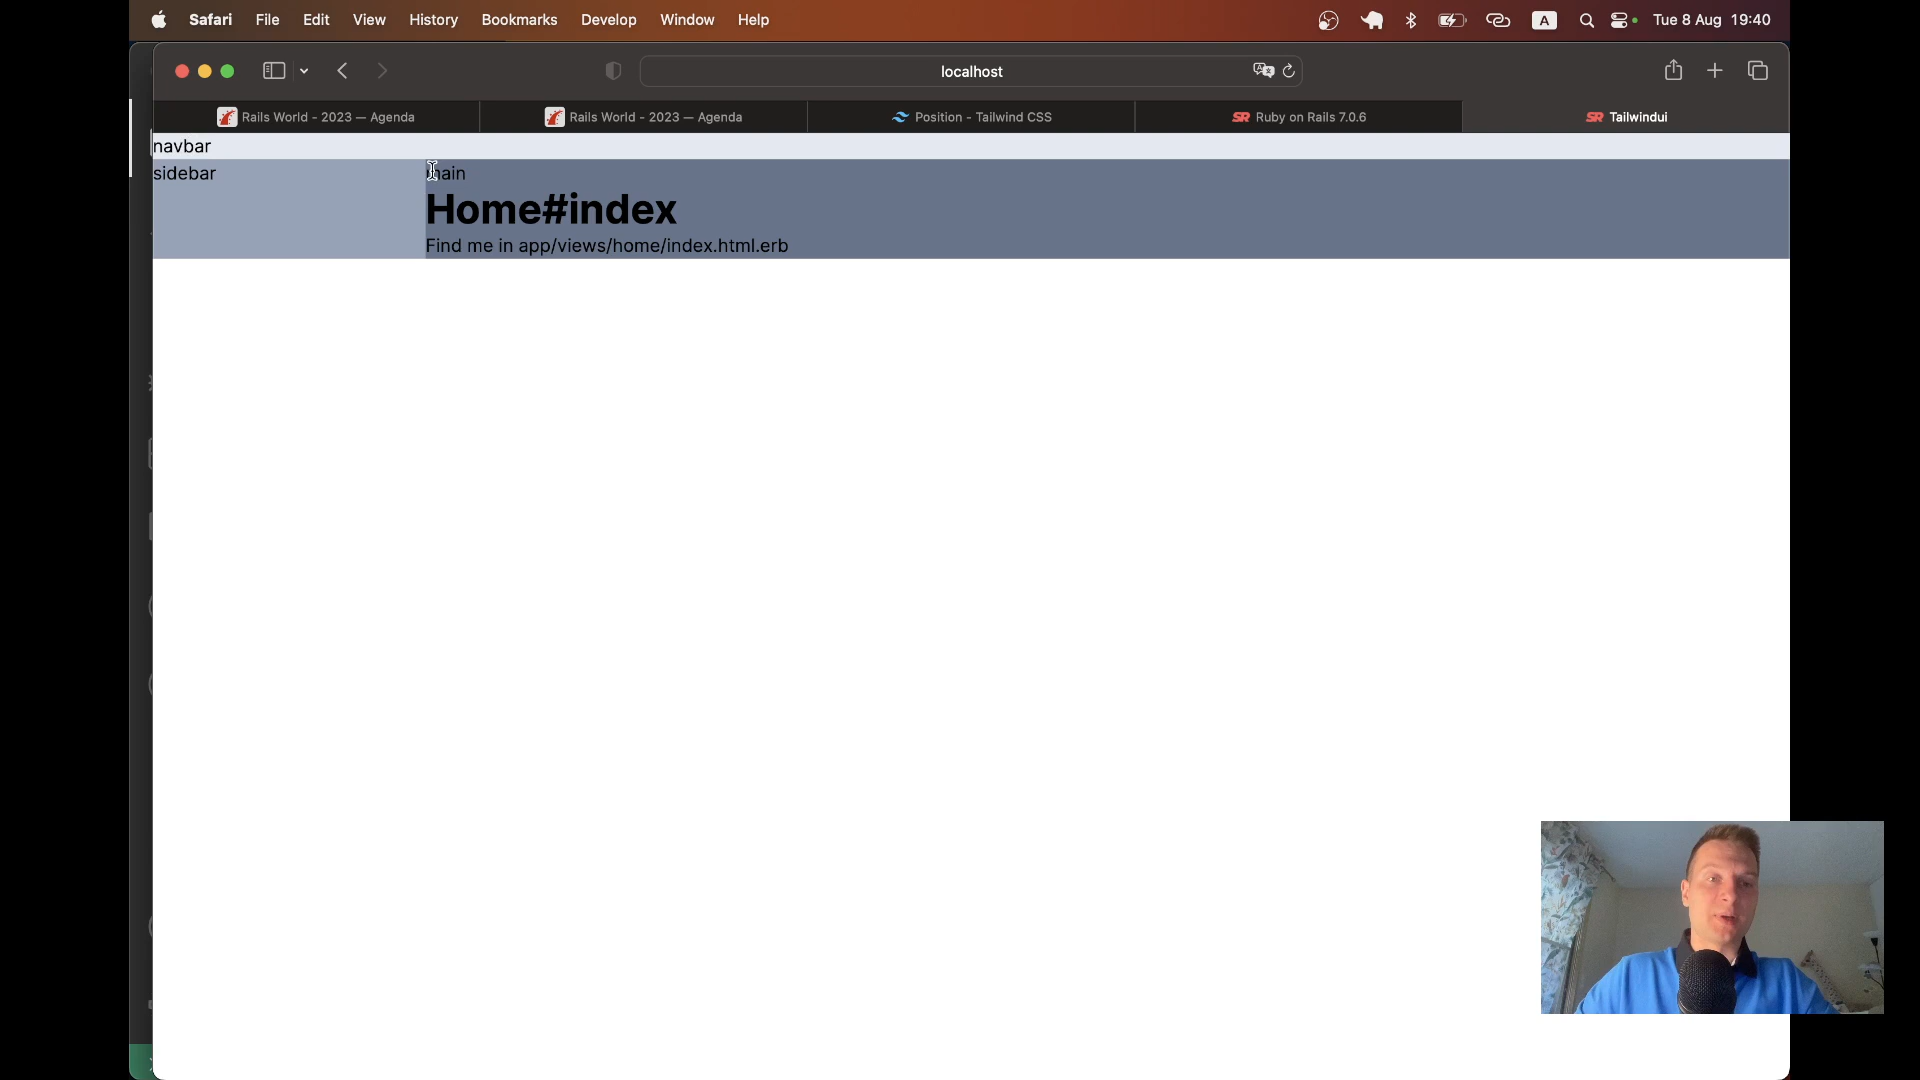 Safari File Edit View History Bookmarks Develop Window Help A Tue 8 Aug 19:40
localhost
Rails World - 2023 — Agenda Rails World - 2023 — Agenda Position - Tailwind CSS SR Ruby on Rails 7.0.6 SR Tailwindui
navbar
sidebar main
Home#index
Find me in app/views/home/index.html.erb